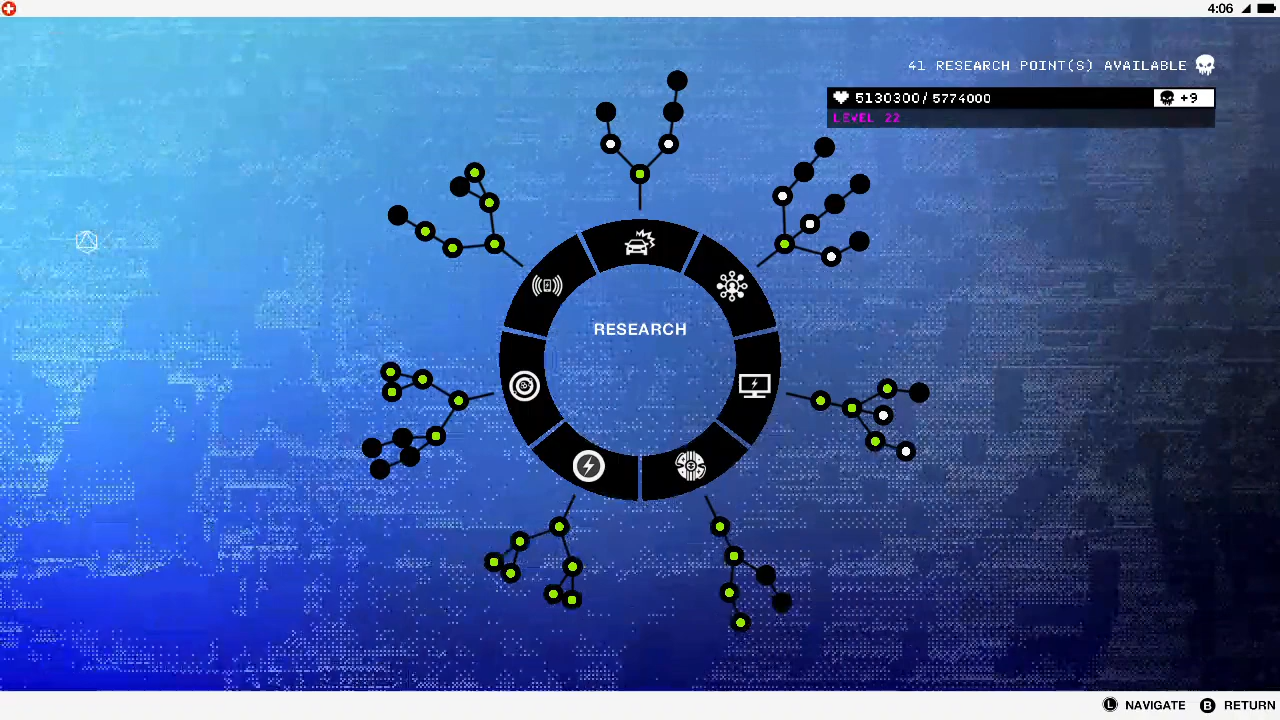 4:06
41 RESEARCH POINT(S) AVAILABLE
5130300/5774000
+9
LEVEL 22
RESEARCH
L NAVIGATE B RETURN